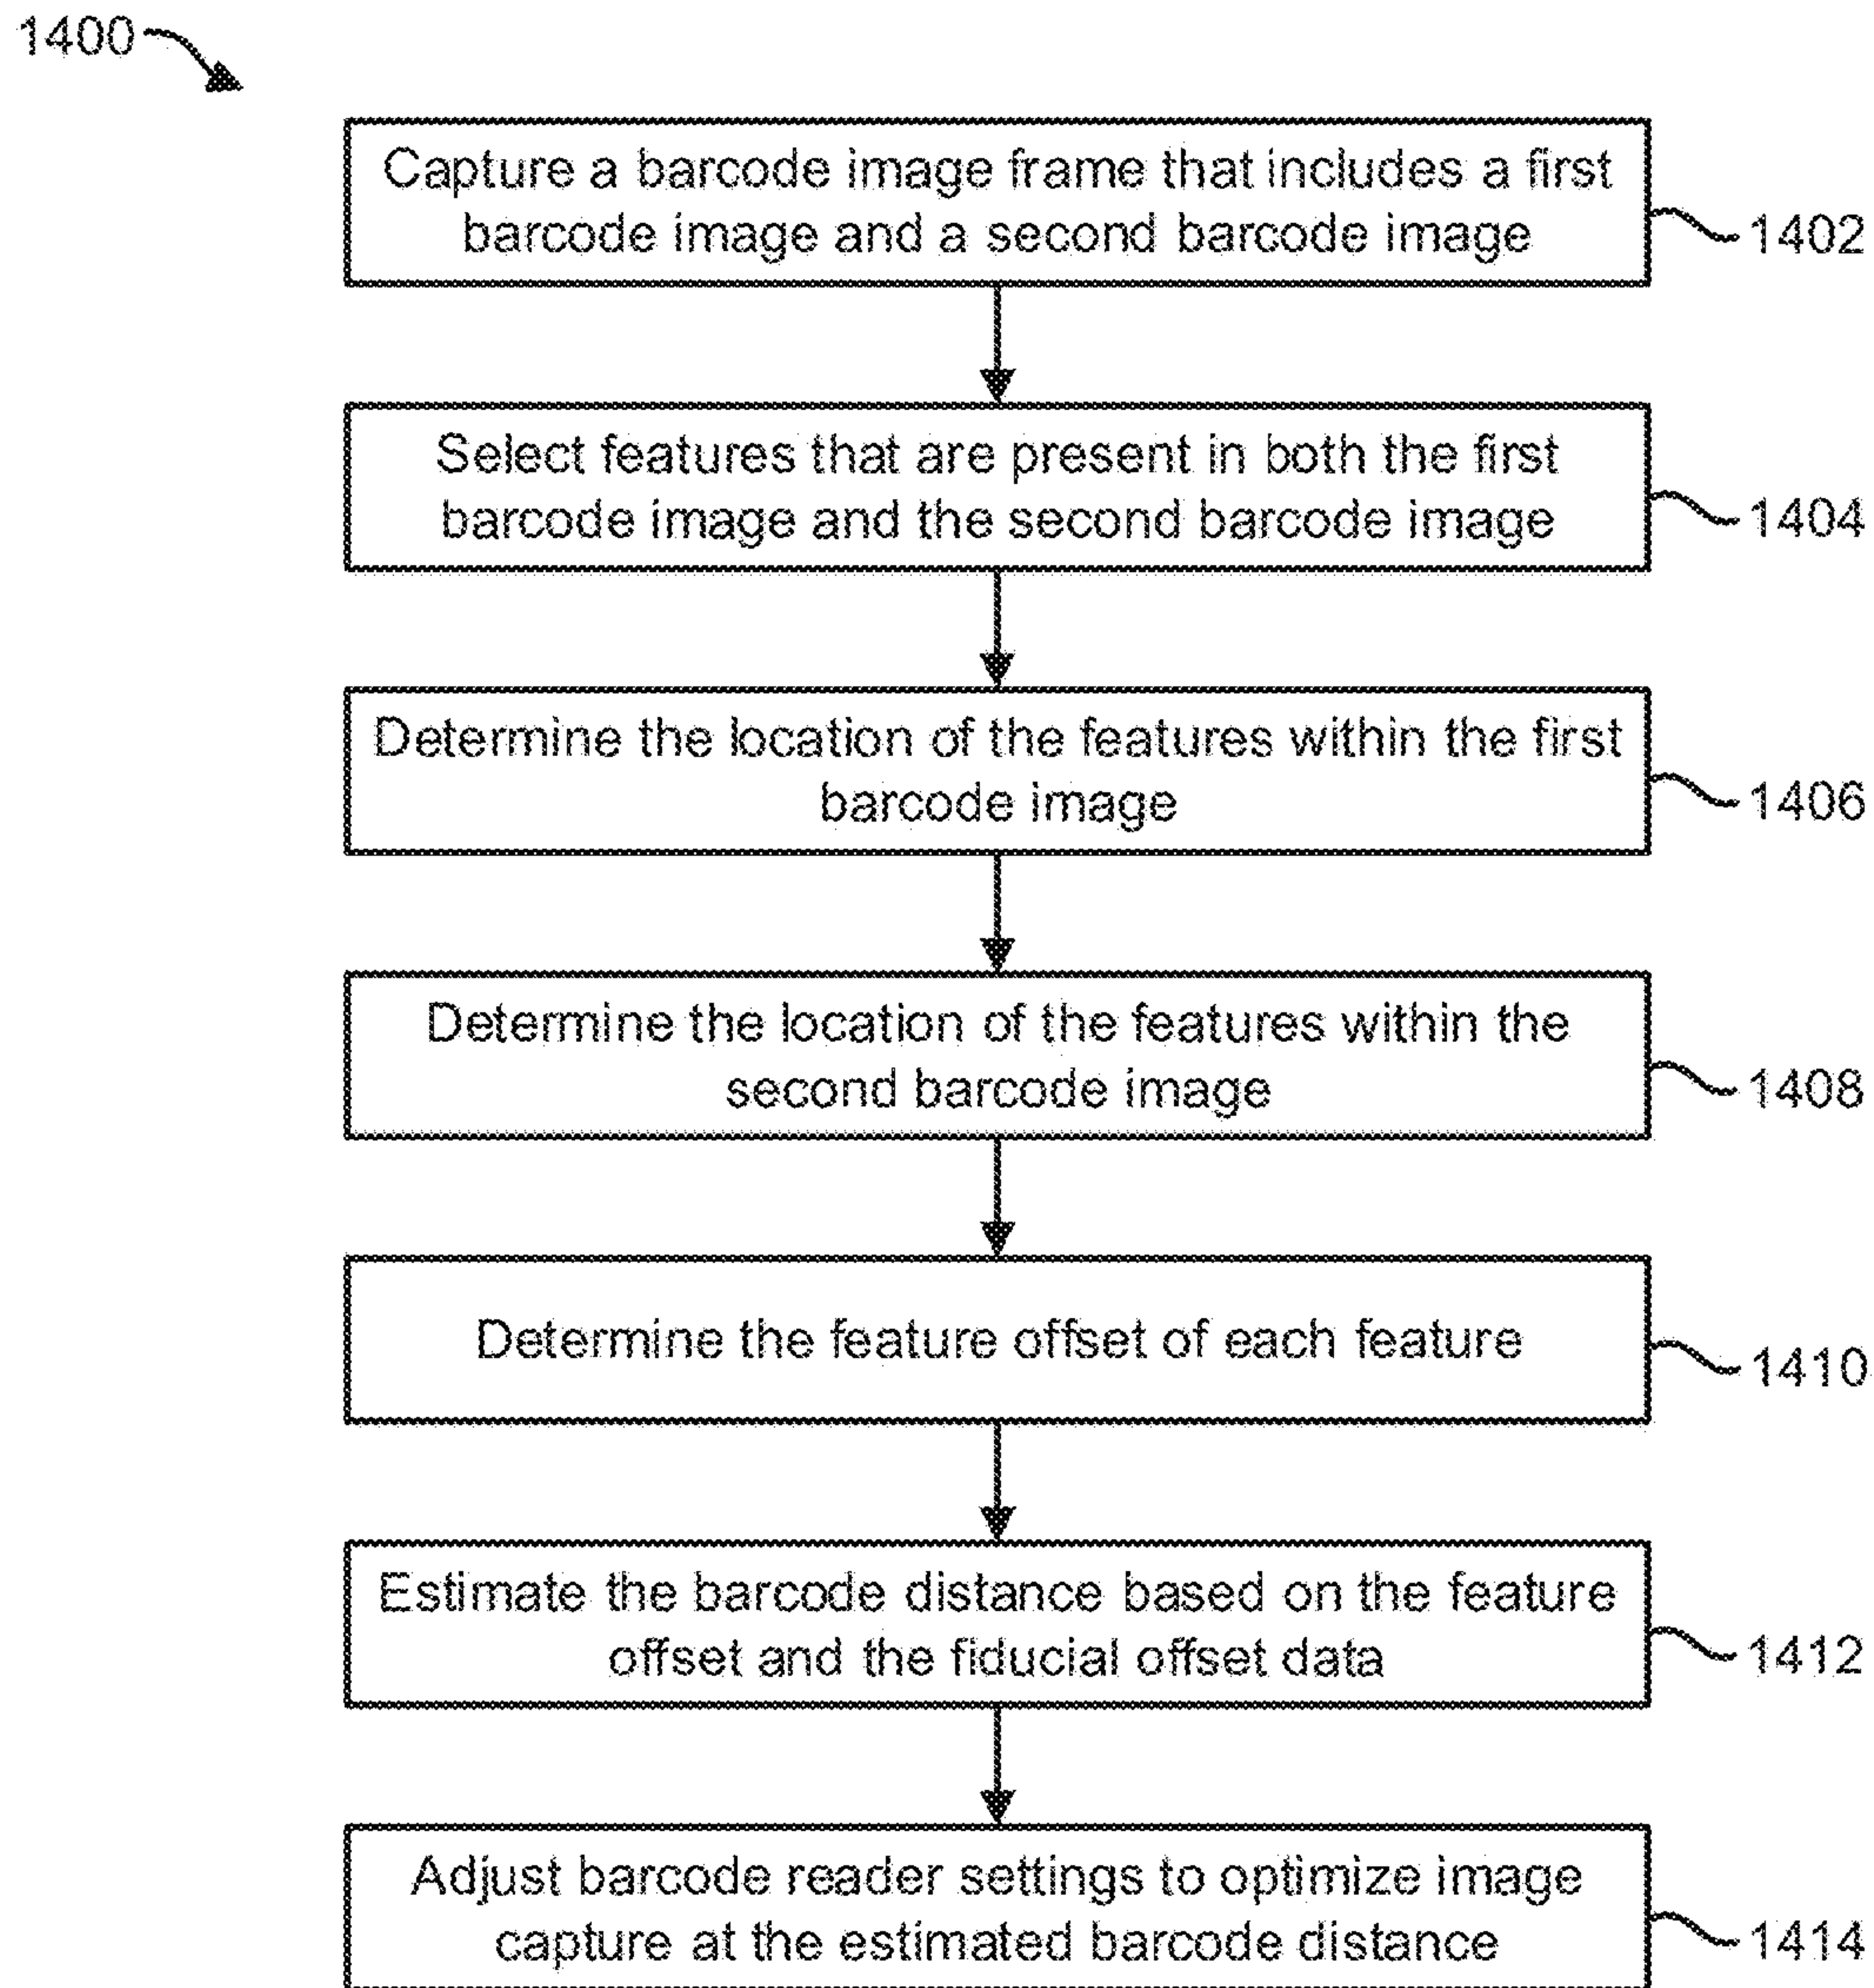 1400
Capture a barcode image frame that includes a first
barcode image and a second barcode image
1402
Select features that are present in both the first
barcode image and the second barcode image
1404
Determine the location of the features within the first
barcode image
1406
Determine the location of the features within the
second barcode image
1408
Determine the feature offset of each feature
1410
Estimate the barcode distance based on the feature
offset and the fiducial offset data
1412
Adjust barcode reader settings to optimize image
capture at the estimated barcode distance
1414